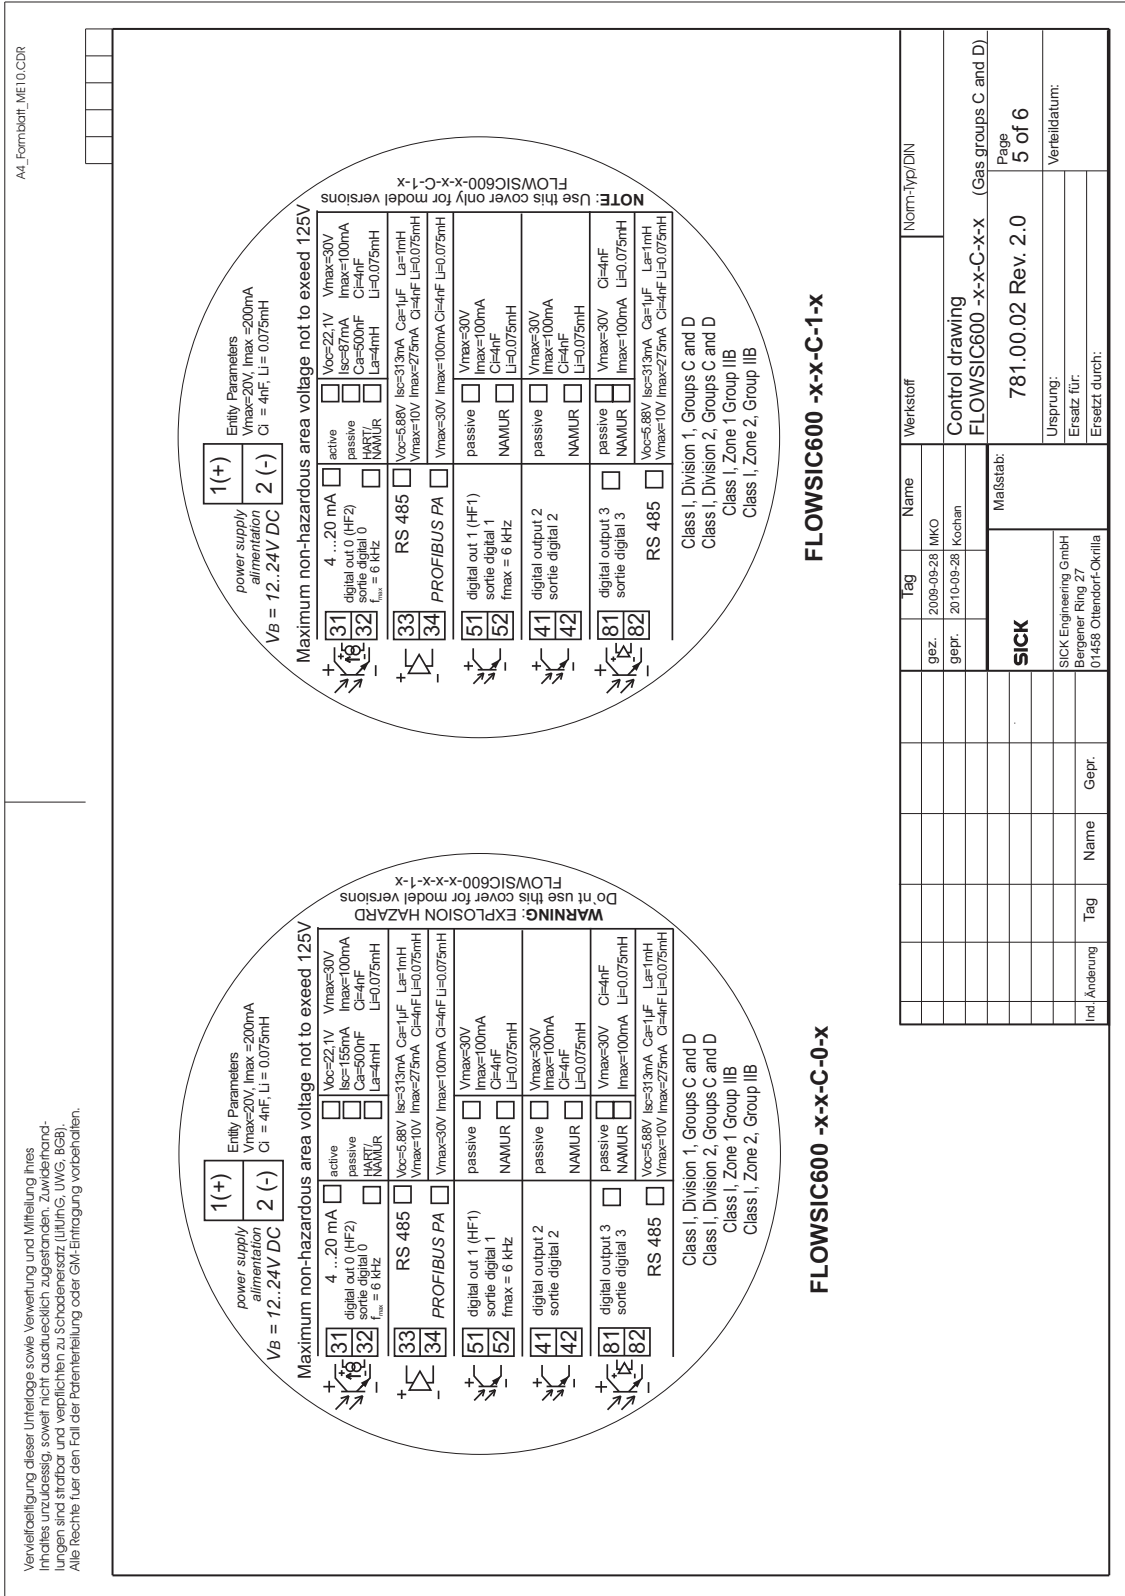 Vervielfaeltigung dieser Unterlage sowie Verwertung und Mitteilung ihres
Inhaltes unzulaessig, soweit nicht ausdruecklich zugestanden. Zuwiderhand-
lungen sind strafbar und verpflichten zu Schadenersatz (LitUrhG, UWG, BGB).
Alle Rechte fuer den Fall der Patenterteilung oder GM-Eintragung vorbehalten.
A4_Formblatt_ME10.CDR
power supply
alimentation
VB = 12..24V DC
1(+)
2 (-)
Entity Parameters
Vmax=20V, Imax =200mA
Ci = 4nF, Li = 0.075mH
Maximum non-hazardous area voltage not to exeed 125V
+
-
31
32
4 ...20 mA
digital out 0 (HF2)
sortie digital 0
fmax = 6 kHz
active
passive
HART/
NAMUR
Voc=22,1V
Isc=155mA
Ca=500nF
La=4mH
Vmax=30V
Imax=100mA
Ci=4nF
Li=0.075mH
+
-
33
34
RS 485
PROFIBUS PA
Voc=5.88V Isc=313mA Ca=1µF La=1mH
Vmax=10V Imax=275mA Ci=4nF Li=0.075mH
Vmax=30V Imax=100mA Ci=4nF Li=0.075mH
+
-
51
52
digital out 1 (HF1)
sortie digital 1
fmax = 6 kHz
passive
NAMUR
Vmax=30V
Imax=100mA
Ci=4nF
Li=0.075mH
+
-
41
42
digital output 2
sortie digital 2
passive
NAMUR
Vmax=30V
Imax=100mA
Ci=4nF
Li=0.075mH
+
-
81
82
digital output 3
sortie digital 3
RS 485
passive
NAMUR
Vmax=30V Ci=4nF
Imax=100mA Li=0.075mH
Voc=5.88V Isc=313mA Ca=1µF La=1mH
Vmax=10V Imax=275mA Ci=4nF Li=0.075mH
Class I, Division 1, Groups C and D
Class I, Division 2, Groups C and D
Class I, Zone 1 Group IIB
Class I, Zone 2, Group IIB
WARNING: EXPLOSION HAZARD
Do`nt use this cover for model versions
FLOWSIC600-x-x-x-1-x
FLOWSIC600 -x-x-C-0-x
power supply
alimentation
VB = 12..24V DC
1(+)
2 (-)
Entity Parameters
Vmax=20V, Imax =200mA
Ci = 4nF, Li = 0.075mH
Maximum non-hazardous area voltage not to exeed 125V
+
-
31
32
4 ...20 mA
digital out 0 (HF2)
sortie digital 0
fmax = 6 kHz
active
passive
HART/
NAMUR
Voc=22,1V
Isc=87mA
Ca=500nF
La=4mH
Vmax=30V
Imax=100mA
Ci=4nF
Li=0.075mH
+
-
33
34
RS 485
PROFIBUS PA
Voc=5.88V Isc=313mA Ca=1µF La=1mH
Vmax=10V Imax=275mA Ci=4nF Li=0.075mH
Vmax=30V Imax=100mA Ci=4nF Li=0.075mH
+
-
51
52
digital out 1 (HF1)
sortie digital 1
fmax = 6 kHz
passive
NAMUR
Vmax=30V
Imax=100mA
Ci=4nF
Li=0.075mH
+
-
41
42
digital output 2
sortie digital 2
passive
NAMUR
Vmax=30V
Imax=100mA
Ci=4nF
Li=0.075mH
+
-
81
82
digital output 3
sortie digital 3
RS 485
passive
NAMUR
Vmax=30V Ci=4nF
Imax=100mA Li=0.075mH
Voc=5.88V Isc=313mA Ca=1µF La=1mH
Vmax=10V Imax=275mA Ci=4nF Li=0.075mH
Class I, Division 1, Groups C and D
Class I, Division 2, Groups C and D
Class I, Zone 1 Group IIB
Class I, Zone 2, Group IIB
NOTE: Use this cover only for model versions
FLOWSIC600-x-x-C-1-x
FLOWSIC600 -x-x-C-1-x
Tag
Name
Werkstoff
Norm-Typ/DIN
gez. 2009-09-28 MKO
gepr. 2010-09-28 Kochan
Control drawing
FLOWSIC600 -x-x-C-x-x (Gas groups C and D)
SICK
Maßstab:
781.00.02 Rev. 2.0
Page
5 of 6
SICK Engineering GmbH
Bergener Ring 27
01458 Ottendorf-Okrilla
Ursprung:
Ersatz für:
Ersetzt durch:
Verteildatum:
Ind. Änderung Tag Name Gepr.